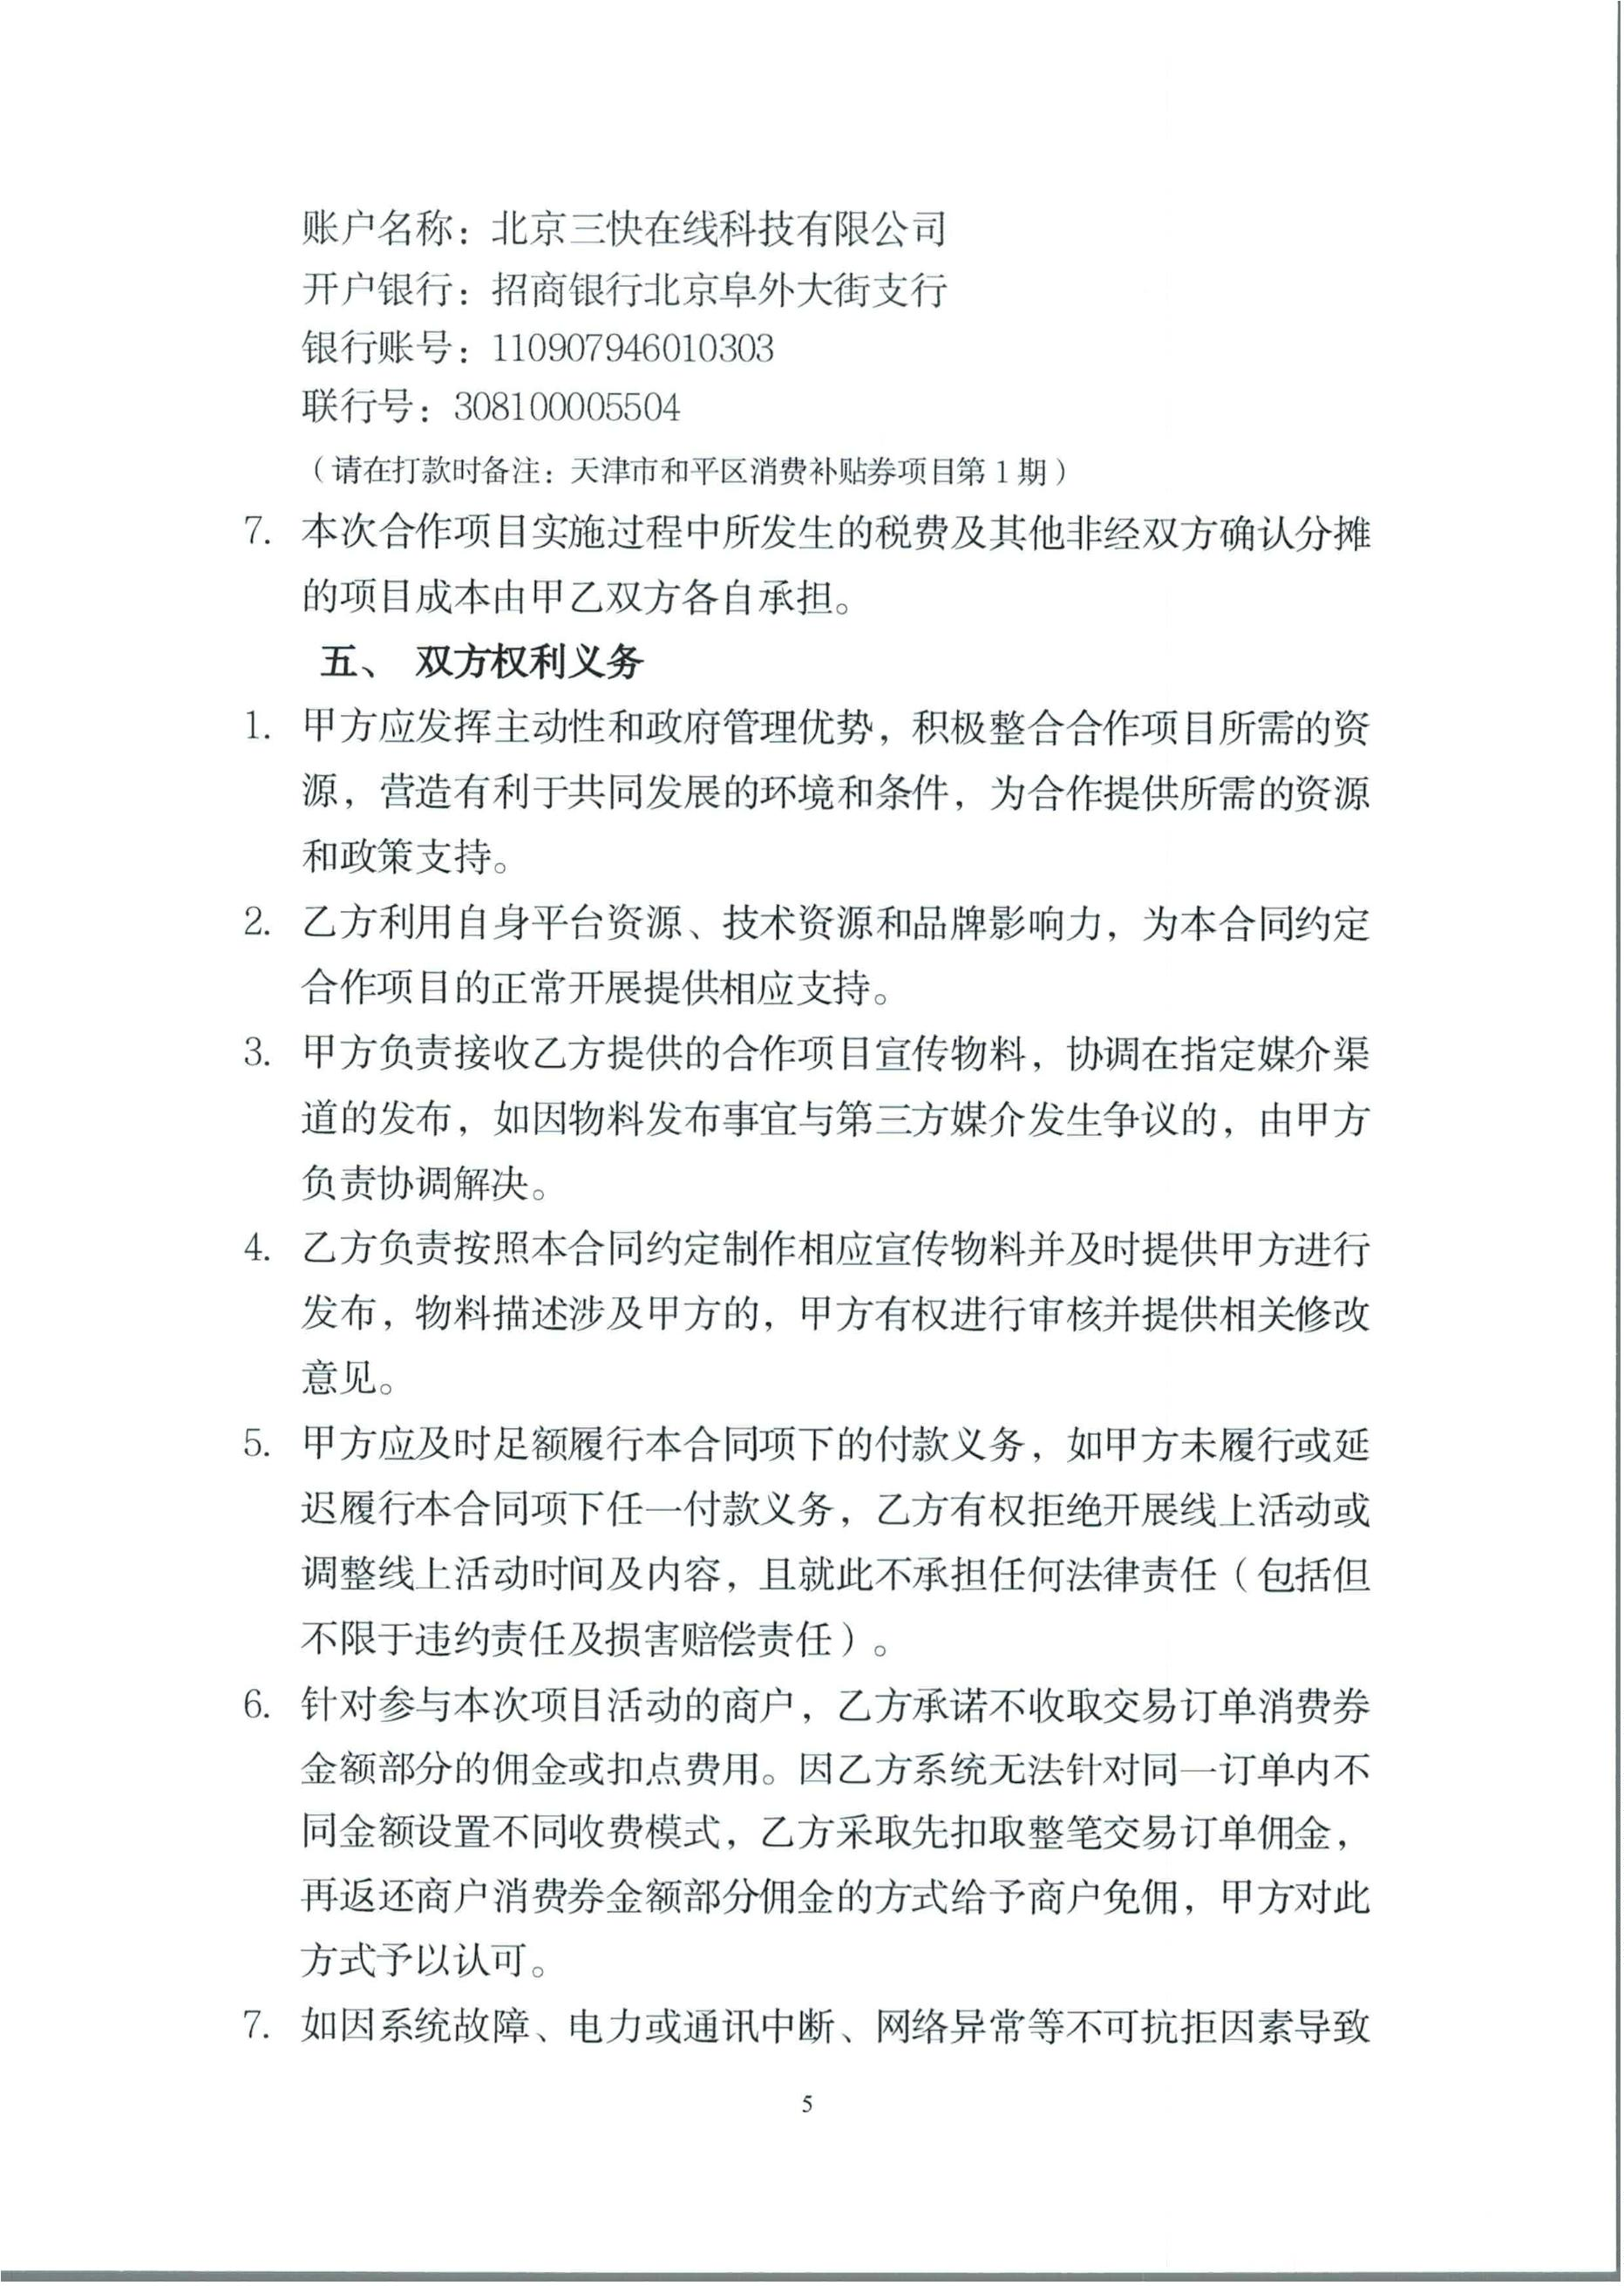 账户名称：北京三快在线科技有限公司
开户银行：招商银行北京阜外大街支行
银行账号：110907946010303
联行号：308100005504
（请在打款时备注：天津市和平区消费补贴券项目第 1 期）
7. 本次合作项目实施过程中所发生的税费及其他非经双方确认分摊
的项目成本由甲乙双方各自承担。
五、 双方权利义务
1. 甲方应发挥主动性和政府管理优势，积极整合合作项目所需的资
源，营造有利于共同发展的环境和条件，为合作提供所需的资源
和政策支持。
2. 乙方利用自身平台资源、技术资源和品牌影响力，为本合同约定
合作项目的正常开展提供相应支持。
3. 甲方负责接收乙方提供的合作项目宣传物料，协调在指定媒介渠
道的发布，如因物料发布事宜与第三方媒介发生争议的，由甲方
负责协调解决。
4. 乙方负责按照本合同约定制作相应宣传物料并及时提供甲方进行
发布，物料描述涉及甲方的，甲方有权进行审核并提供相关修改
意见。
5. 甲方应及时足额履行本合同项下的付款义务，如甲方未履行或延
迟履行本合同项下任一付款义务，乙方有权拒绝开展线上活动或
调整线上活动时间及内容，且就此不承担任何法律责任（包括但
不限于违约责任及损害赔偿责任）。
6. 针对参与本次项目活动的商户，乙方承诺不收取交易订单消费券
金额部分的佣金或扣点费用。因乙方系统无法针对同一订单内不
同金额设置不同收费模式，乙方采取先扣取整笔交易订单佣金，
再返还商户消费券金额部分佣金的方式给予商户免佣，甲方对此
方式予以认可。
7. 如因系统故障、电力或通讯中断、网络异常等不可抗拒因素导致
5